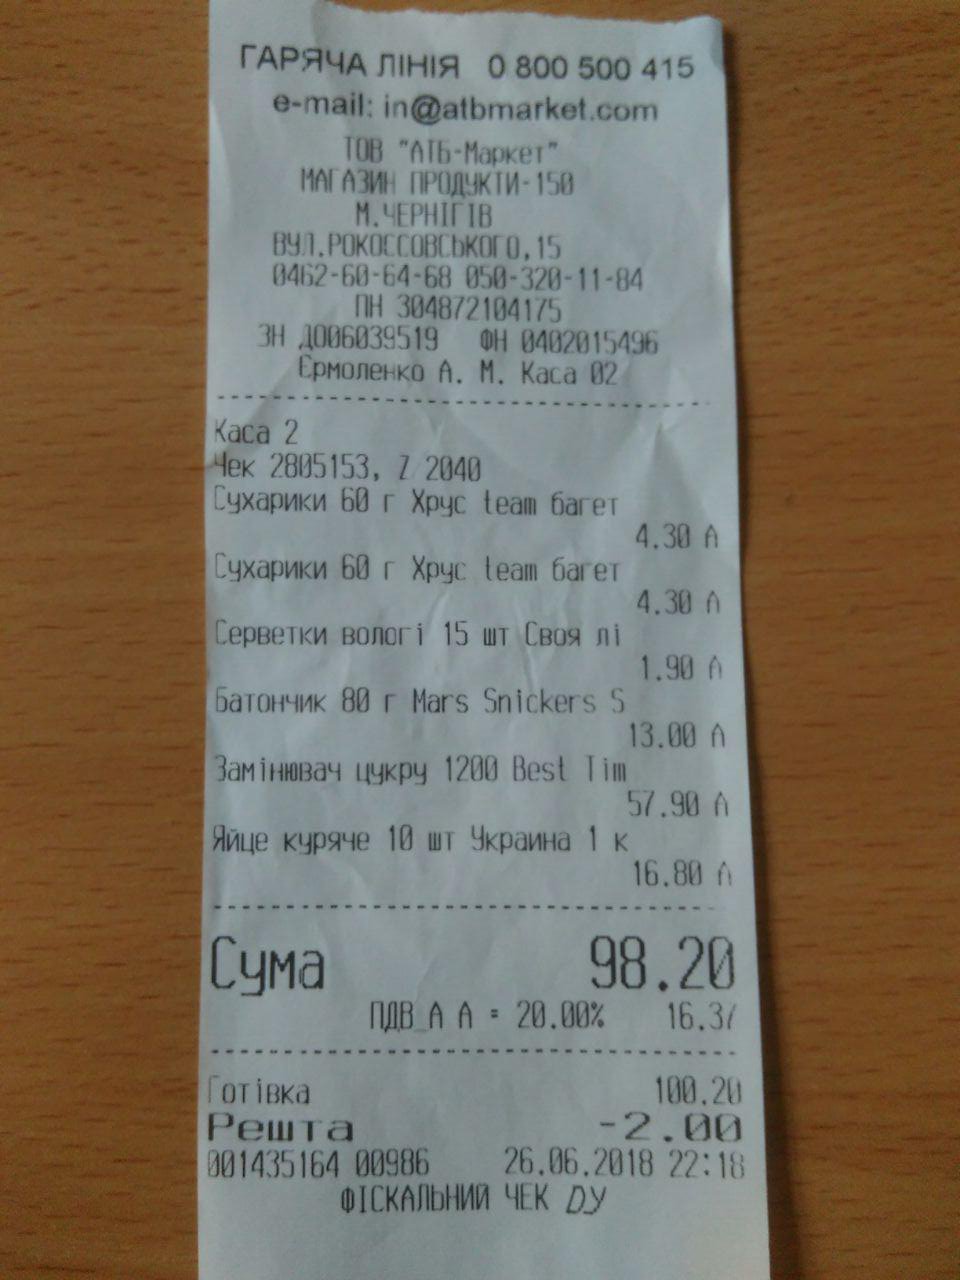 ГАРЯЧА ЛІНІЯ 0 800 500 415
e-mail: in@atbmarket.com
ТОВ "АТБ-Маркет"
МАГАЗИН ПРОДУКТИ-150
М.ЧЕРНІГІВ
ВУЛ.РОКОССОВСЬКОГО,15
0462-60-64-68 050-320-11-84
ПН 304872104175
ЗН ДО06039519 ФН 0402015496
Єрмоленко А. М. Каса 02
Каса 2
Чек 2805153, Z 2040
Сухарики 60 г Хрус team багет
4.30 А
Сухарики 60 г Хрус team багет
4.30 А
Серветки вологі 15 шт Своя лі
1.90 А
Батончик 80 г Mars Snickers S
13.00 А
Замінювач цукру 1200 Best Tim
57.90 А
Яйце куряче 10 шт Украина 1 к
16.80 А
Сума 98.20
ПДВ_А А = 20.00% 16.37
Готівка 100.20
Решта -2.00
001435164 00986 26.06.2018 22:18
ФІСКАЛЬНИЙ ЧЕК DУ